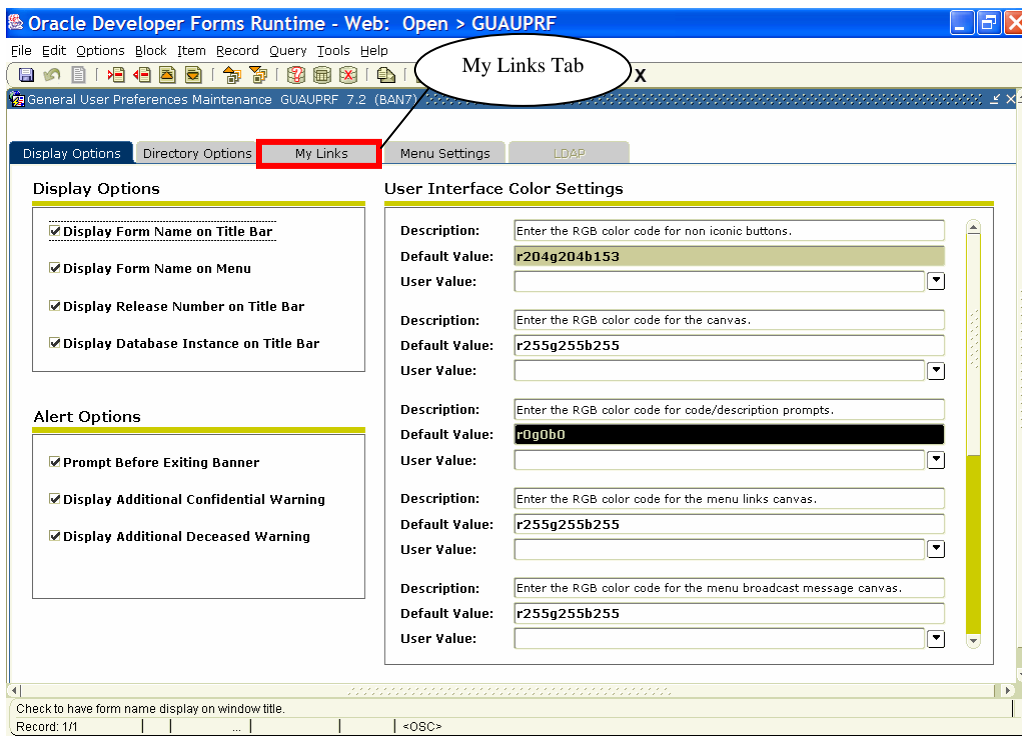 Oracle Developer Forms Runtime - Web: Open > GUAUPRF
File Edit Options Block Item Record Query Tools Help
My Links Tab
X
General User Preferences Maintenance GUAUPRF 7.2 (BAN7)
Display Options Directory Options My Links Menu Settings LDAP
Display Options
Display Form Name on Title Bar
Display Form Name on Menu
Display Release Number on Title Bar
Display Database Instance on Title Bar
Alert Options
Prompt Before Exiting Banner
Display Additional Confidential Warning
Display Additional Deceased Warning
User Interface Color Settings
Description: Enter the RGB color code for non iconic buttons.
Default Value: r204g204b153
User Value:
Description: Enter the RGB color code for the canvas.
Default Value: r255g255b255
User Value:
Description: Enter the RGB color code for code/description prompts.
Default Value: r0g0b0
User Value:
Description: Enter the RGB color code for the menu links canvas.
Default Value: r255g255b255
User Value:
Description: Enter the RGB color code for the menu broadcast message canvas.
Default Value: r255g255b255
User Value:
Check to have form name display on window title.
Record: 1/1 ... <OSC>